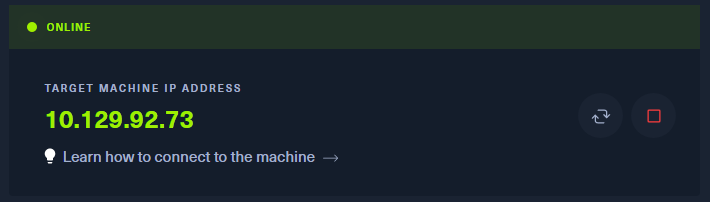 ONLINE
TARGET MACHINE IP ADDRESS
10.129.92.73
Learn how to connect to the machine